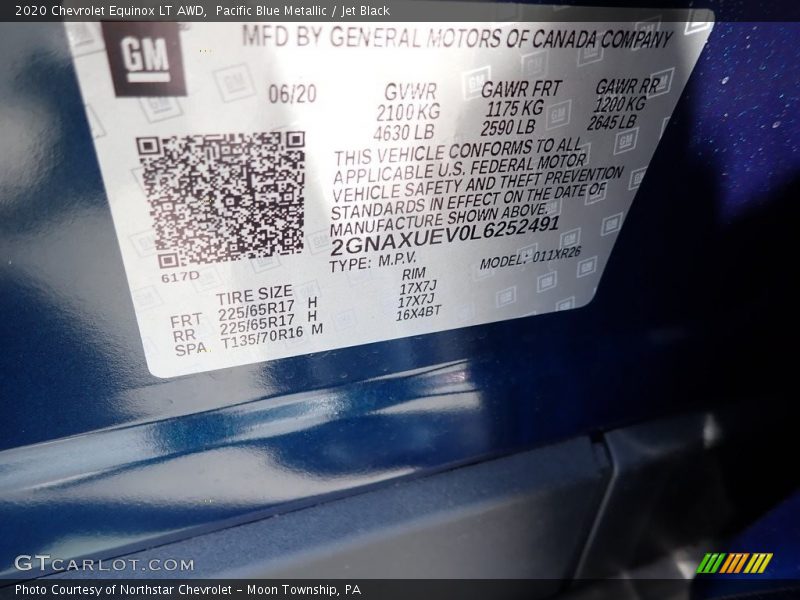 2020 Chevrolet Equinox LT AWD, Pacific Blue Metallic / Jet Black
GM
MFD BY GENERAL MOTORS OF CANADA COMPANY
06/20
GVWR GAWR FRT GAWR RR
2100 KG 1175 KG 1200 KG
4630 LB 2590 LB 2645 LB
THIS VEHICLE CONFORMS TO ALL
APPLICABLE U.S. FEDERAL MOTOR
VEHICLE SAFETY AND THEFT PREVENTION
STANDARDS IN EFFECT ON THE DATE OF
MANUFACTURE SHOWN ABOVE.
2GNAXUEV0L6252491
617D
TYPE: M.P.V. MODEL: 011XR26
TIRE SIZE RIM
FRT 225/65R17 H 17X7J
RR 225/65R17 H 17X7J
SPA T135/70R16 M 16X4BT
GTCARLOT.COM
Photo Courtesy of Northstar Chevrolet - Moon Township, PA